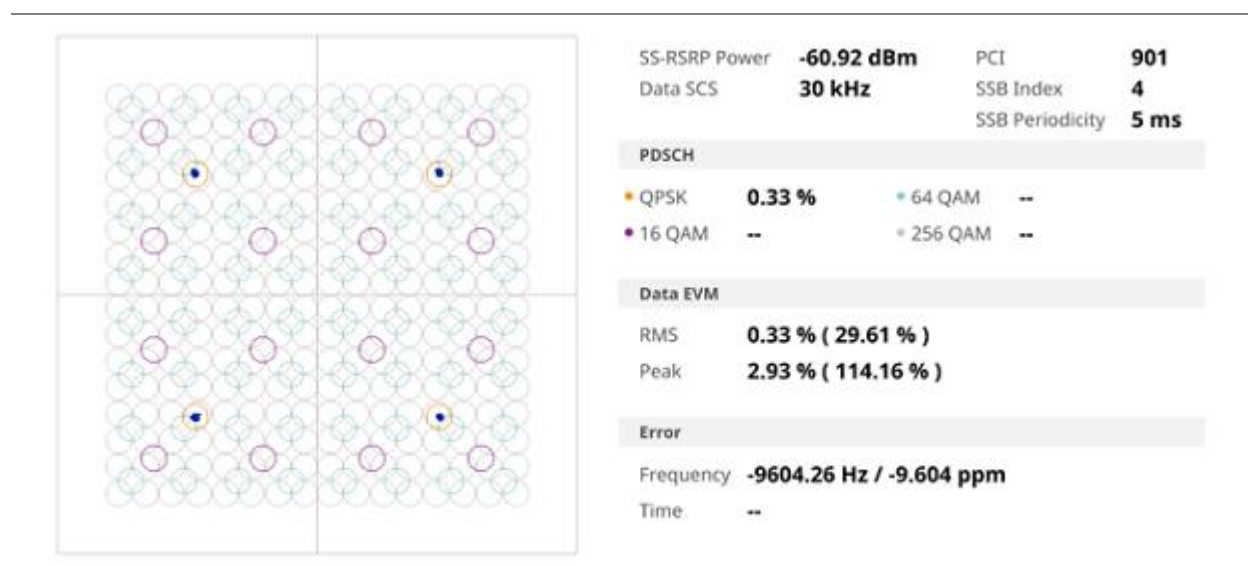 SS-RSRP Power -60.92 dBm PCI 901
Data SCS 30 kHz SSB Index 4
SSB Periodicity 5 ms
PDSCH
QPSK 0.33 % 64 QAM --
16 QAM -- 256 QAM --
Data EVM
RMS 0.33 % ( 29.61 % )
Peak 2.93 % ( 114.16 % )
Error
Frequency -9604.26 Hz / -9.604 ppm
Time --